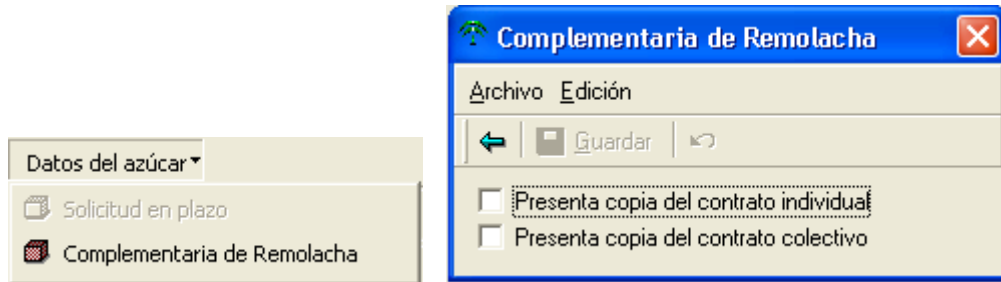 Datos del azúcar
Solicitud en plazo
Complementaria de Remolacha
Complementaria de Remolacha
Archivo Edición
Guardar
Presenta copia del contrato individual
Presenta copia del contrato colectivo